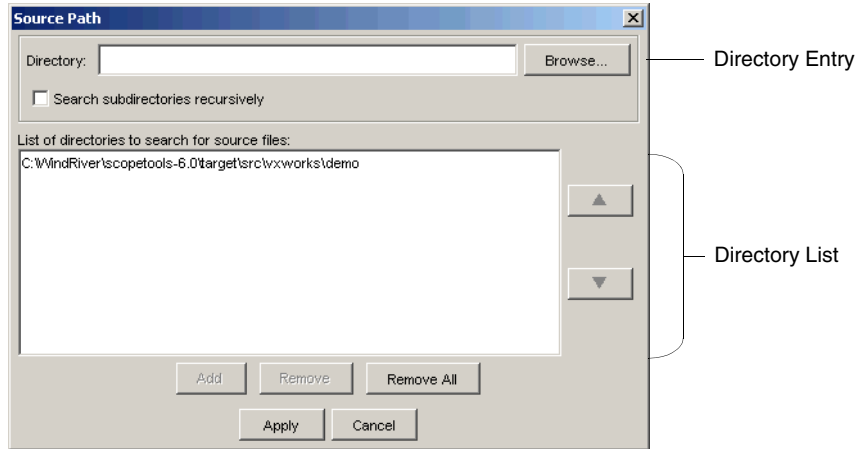 Source Path
Directory:
Browse...
Directory Entry
Search subdirectories recursively
List of directories to search for source files:
C:\WindRiver\scopetools-6.0\target\src\vxworks\demo
Directory List
Add
Remove
Remove All
Apply
Cancel